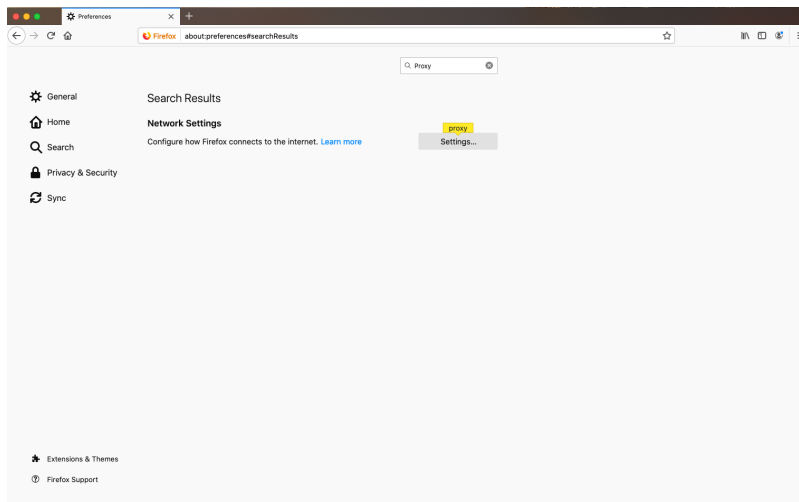 Preferences
Firefox about:preferences#searchResults
Proxy
General
Home
Search
Privacy & Security
Sync
Search Results
Network Settings
Configure how Firefox connects to the internet. Learn more
proxy
Settings...
Extensions & Themes
Firefox Support